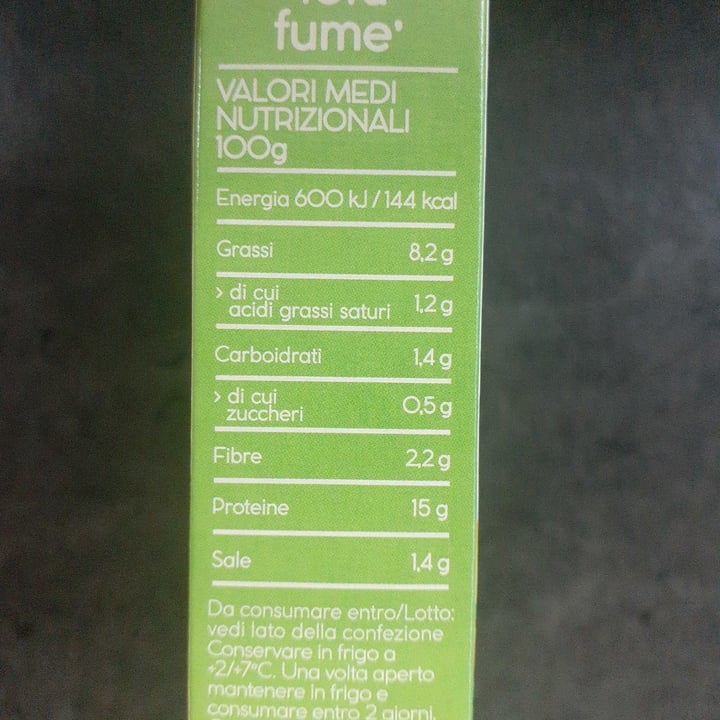 fume'
VALORI MEDI
NUTRIZIONALI
100g
Energia 600 kJ / 144 kcal
Grassi 8,2 g
> di cui
acidi grassi saturi 1,2 g
Carboidrati 1,4 g
> di cui
zuccheri 0,5 g
Fibre 2,2 g
Proteine 15 g
Sale 1,4 g
Da consumare entro/Lotto:
vedi lato della confezione
Conservare in frigo a
+2/+7°C. Una volta aperto
mantenere in frigo e
consumare entro 2 giorni.